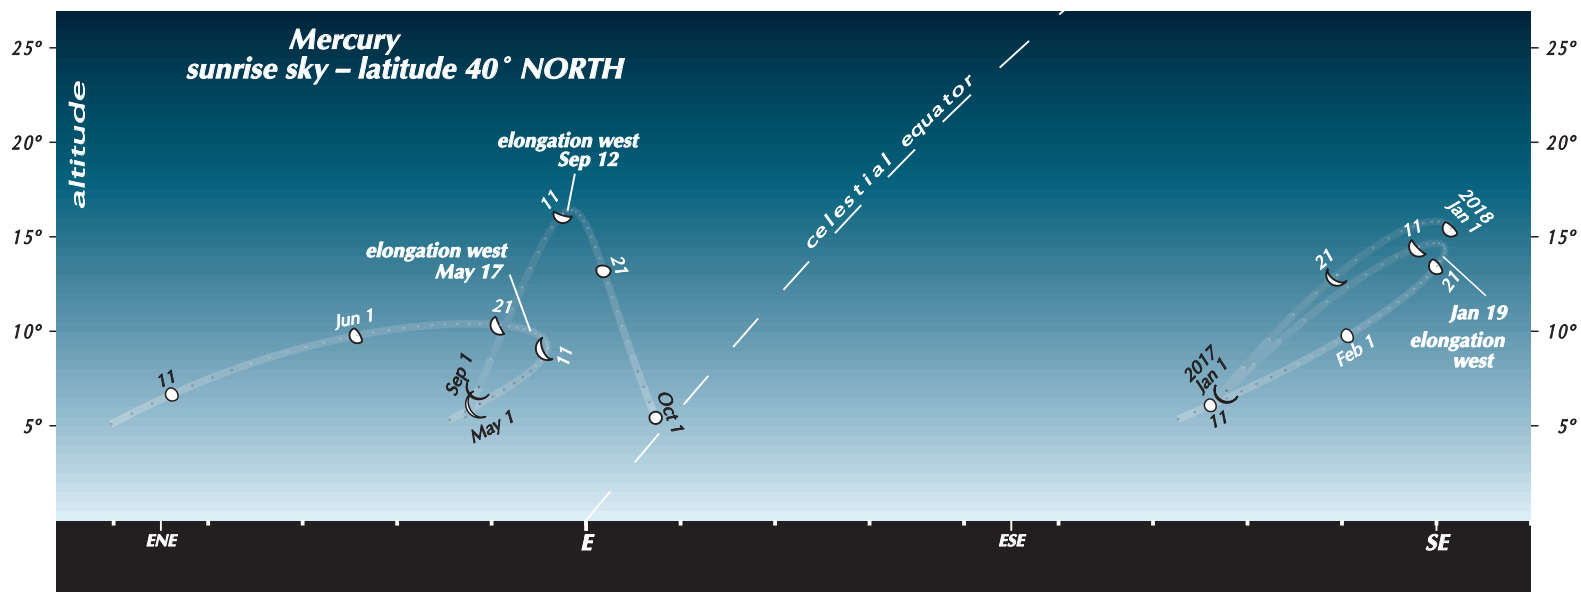 Mercury
sunrise sky – latitude 40° NORTH
25°
20°
15°
10°
5°
altitude
25°
20°
15°
10°
5°
elongation west
Sep 12
11
21
Oct 1
elongation west
May 17
21
11
Sep 1
May 1
Jun 1
11
celestial equator
2018
Jan 1
11
21
21
Jan 19
elongation
west
Feb 1
2017
Jan 1
11
ENE
E
ESE
SE